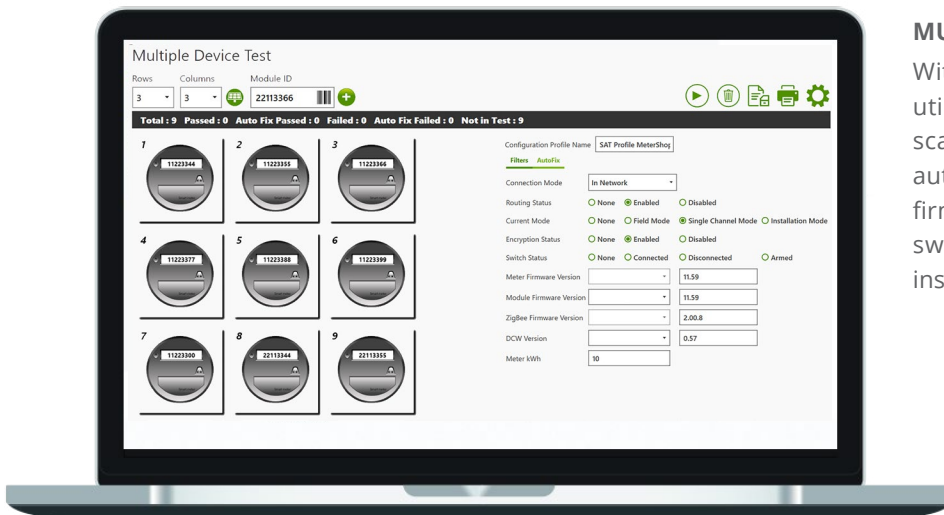 Multiple Device Test
Rows Columns Module ID
3 3 22113366
Total : 9 Passed : 0 Auto Fix Passed : 0 Failed : 0 Auto Fix Failed : 0 Not in Test : 9
1 2 3
11223344 11223355 11223366
4 5 6
11223377 11223388 11223399
7 8 9
11223300 22113344 22113355
Configuration Profile Name SAT Profile MeterShop
Filters AutoFix
Connection Mode In Network
Routing Status None Enabled Disabled
Current Mode None Field Mode Single Channel Mode Installation Mode
Encryption Status None Enabled Disabled
Switch Status None Connected Disconnected Armed
Meter Firmware Version 11.59
Module Firmware Version 11.59
ZigBee Firmware Version 2.00.8
DCW Version 0.57
Meter kWh 10
MU
Wit
uti
sca
aut
firm
sw
ins